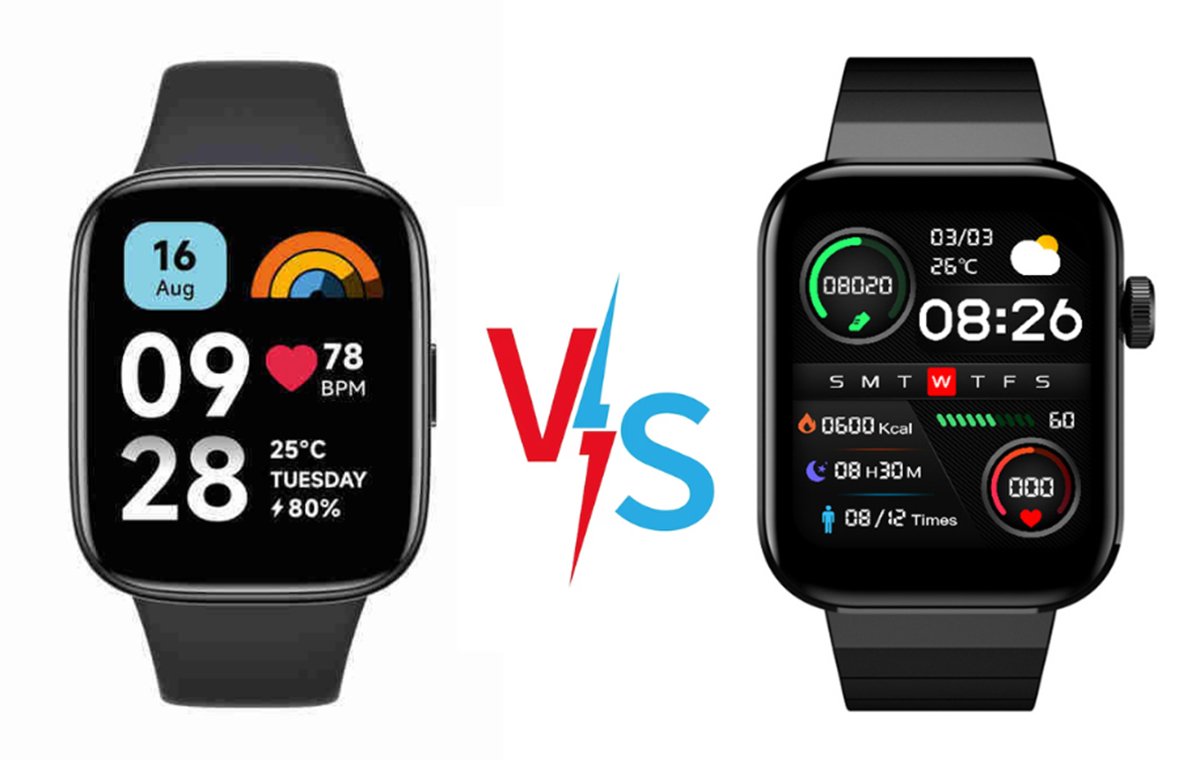 16
Aug
09
78
BPM
28
25°C
TUESDAY
80%
VS
03/03
26°C
08020
08:26
S M T W T F S
0600 Kcal
60
08 H30 M
000
08/12 Times